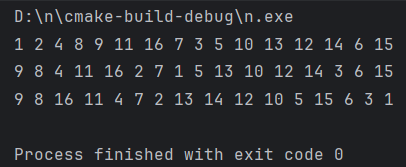 D:\n\cmake-build-debug\n.exe
1 2 4 8 9 11 16 7 3 5 10 13 12 14 6 15
9 8 4 11 16 2 7 1 5 13 10 12 14 3 6 15
9 8 16 11 4 7 2 13 14 12 10 5 15 6 3 1
Process finished with exit code 0